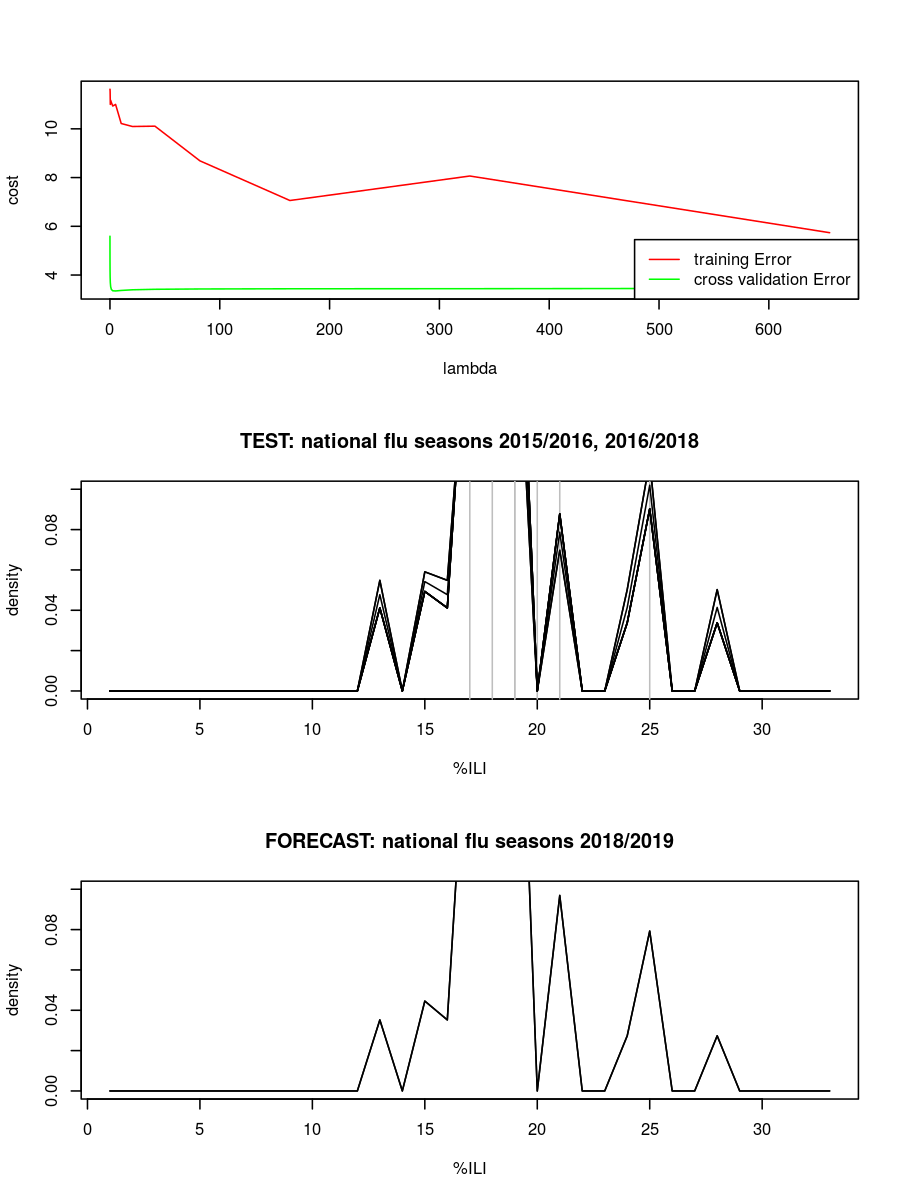 cost
4 6 8 10
training Error
cross validation Error
0 100 200 300 400 500 600
lambda
TEST: national flu seasons 2015/2016, 2016/2018
density
0.00 0.04 0.08
0 5 10 15 20 25 30
%ILI
FORECAST: national flu seasons 2018/2019
density
0.00 0.04 0.08
0 5 10 15 20 25 30
%ILI